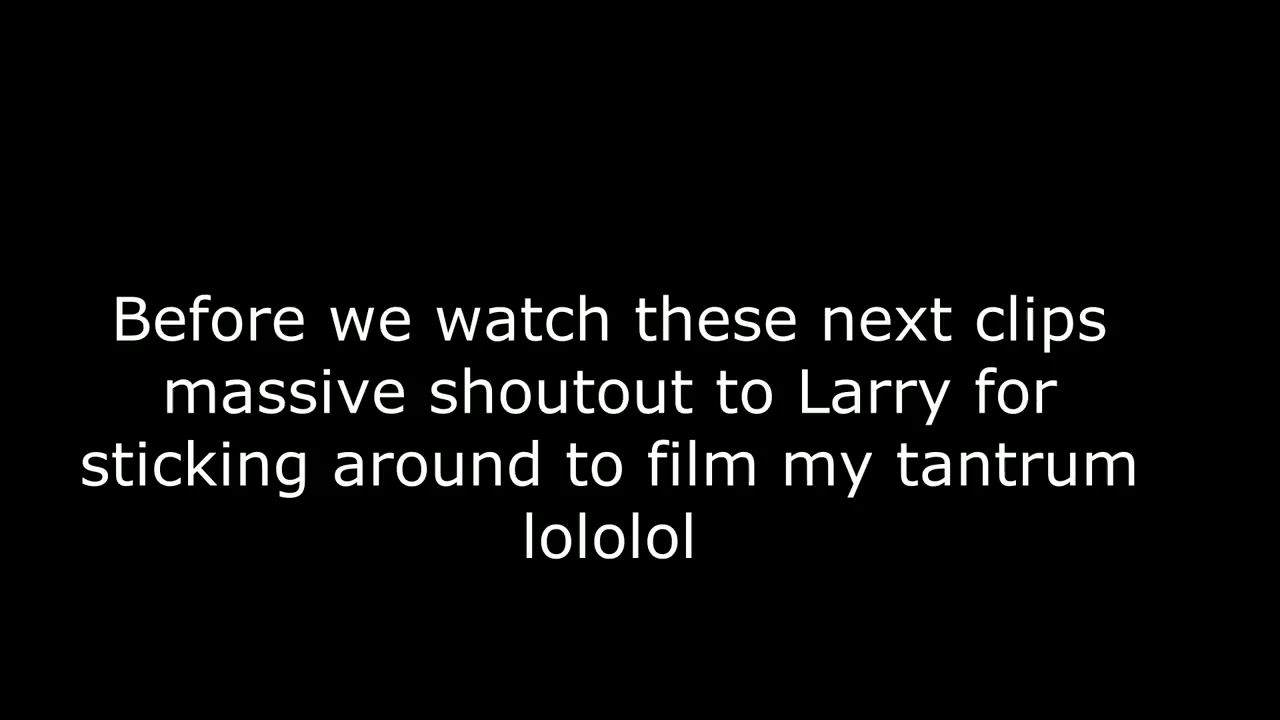 Before we watch these next clips
massive shoutout to Larry for
sticking around to film my tantrum
lololol